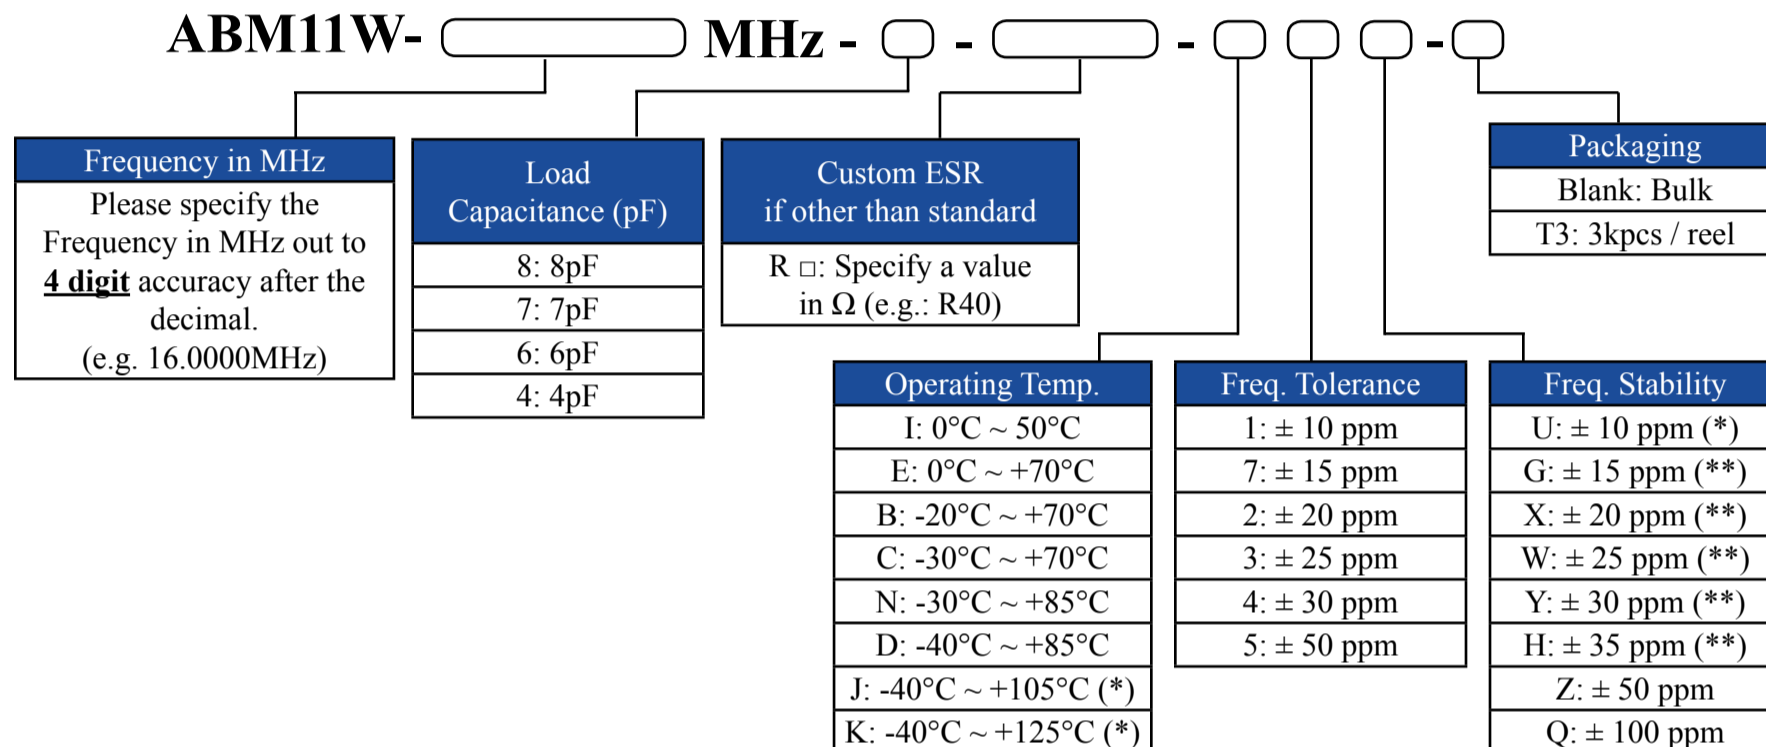 ABM11W- MHz - - - -
Frequency in MHz
Please specify the
Frequency in MHz out to
4 digit accuracy after the
decimal.
(e.g. 16.0000MHz)
Load
Capacitance (pF)
8: 8pF
7: 7pF
6: 6pF
4: 4pF
Custom ESR
if other than standard
R □: Specify a value
in Ω (e.g.: R40)
Packaging
Blank: Bulk
T3: 3kpcs / reel
Operating Temp.
I: 0°C ~ 50°C
E: 0°C ~ +70°C
B: -20°C ~ +70°C
C: -30°C ~ +70°C
N: -30°C ~ +85°C
D: -40°C ~ +85°C
J: -40°C ~ +105°C (*)
K: -40°C ~ +125°C (*)
Freq. Tolerance
1: ± 10 ppm
7: ± 15 ppm
2: ± 20 ppm
3: ± 25 ppm
4: ± 30 ppm
5: ± 50 ppm
Freq. Stability
U: ± 10 ppm (*)
G: ± 15 ppm (**)
X: ± 20 ppm (**)
W: ± 25 ppm (**)
Y: ± 30 ppm (**)
H: ± 35 ppm (**)
Z: ± 50 ppm
Q: ± 100 ppm